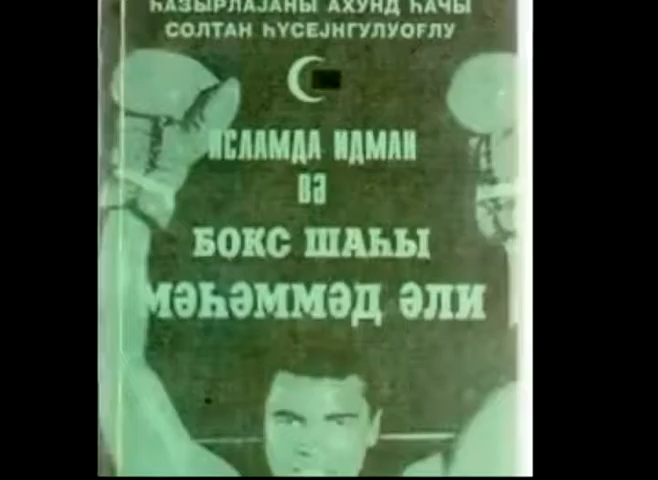 ҺАЗЫРЛАЈАНЫ АХУНД ҺАЧЫ
СОЛТАН ҺҮСЕЈНГУЛУОҒЛУ
ИСЛАМДА ИДМАН
ВӘ
БОКС ШАҺЫ
МӘҺӘММӘД ӘЛИ